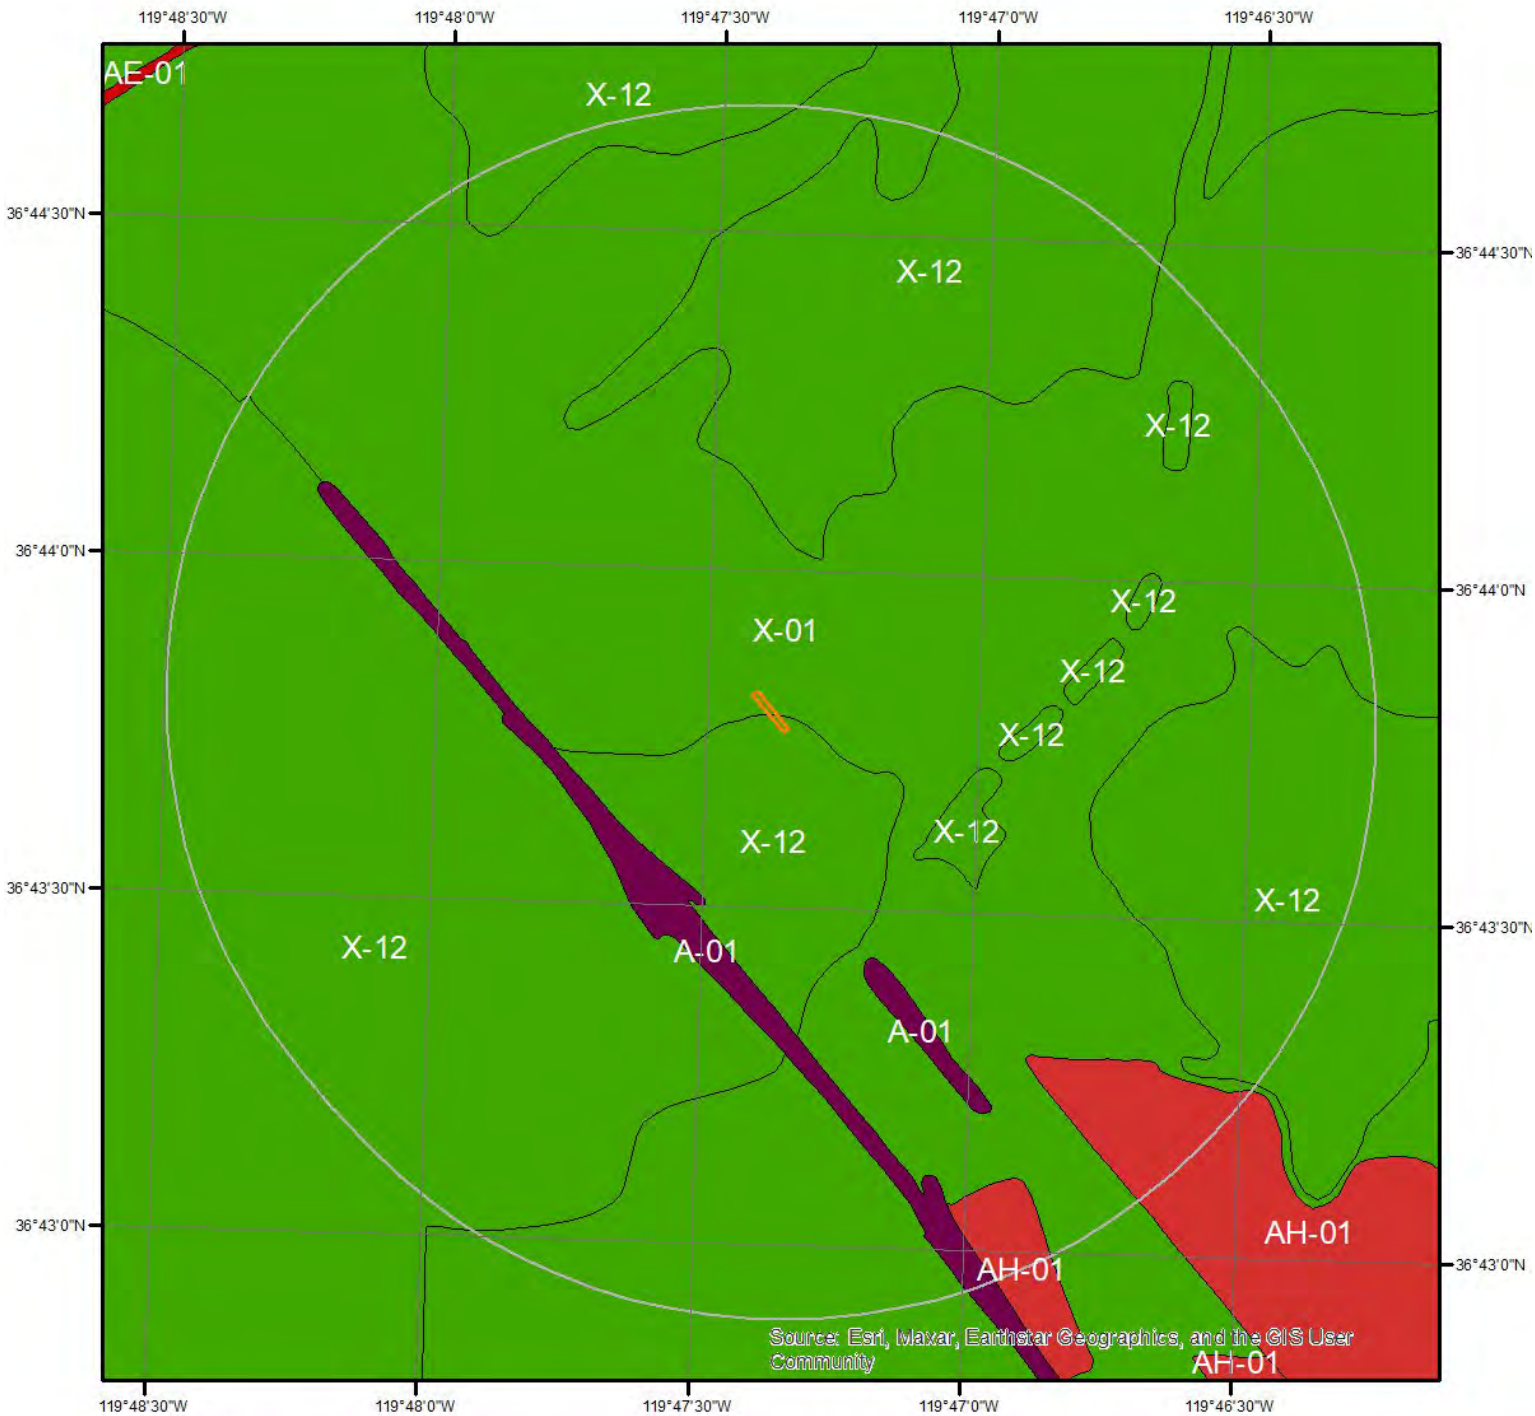 119°48'30"W 119°48'0"W 119°47'30"W 119°47'0"W 119°46'30"W
AE-01
X-12
36°44'30"N
36°44'30"N
X-12
X-12
36°44'0"N
36°44'0"N
X-12
X-01
X-12
X-12
X-12
X-12
36°43'30"N
X-12
36°43'30"N
X-12
A-01
A-01
36°43'0"N
AH-01
36°43'0"N
AH-01
Source: Esri, Maxar, Earthstar Geographics, and the GIS User
Community
AH-01
119°48'30"W 119°48'0"W 119°47'30"W 119°47'0"W 119°46'30"W